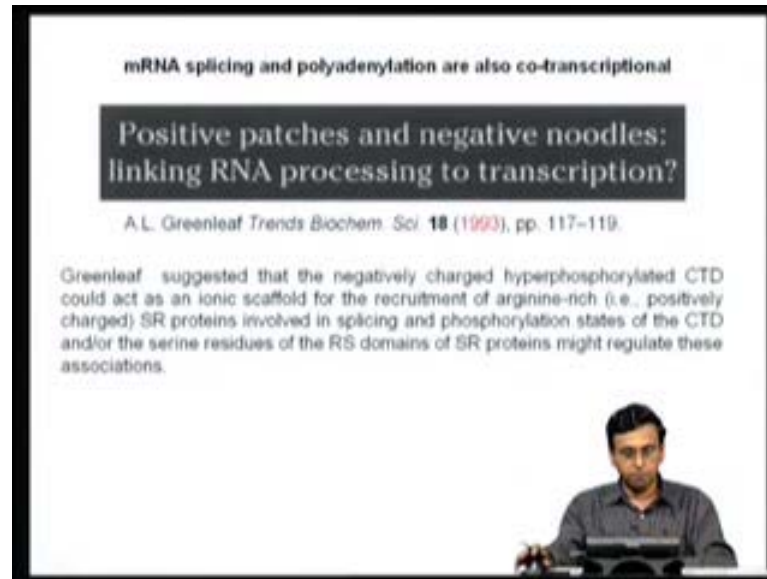 mRNA splicing and polyadenylation are also co-transcriptional
Positive patches and negative noodles:
linking RNA processing to transcription?
A.L. Greenleaf Trends Biochem. Sci. 18 (1993), pp. 117–119.
Greenleaf suggested that the negatively charged hyperphosphorylated CTD
could act as an ionic scaffold for the recruitment of arginine-rich (i.e., positively
charged) SR proteins involved in splicing and phosphorylation states of the CTD
and/or the serine residues of the RS domains of SR proteins might regulate these
associations.